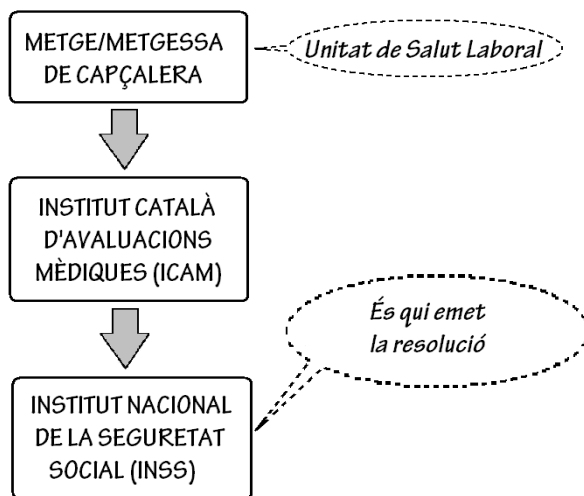 METGE/METGESSA
DE CAPÇALERA
Unitat de Salut Laboral
INSTITUT CATALÀ
D'AVALUACIONS
MÈDIQUES (ICAM)
És qui emet
la resolució
INSTITUT NACIONAL
DE LA SEGURETAT
SOCIAL (INSS)